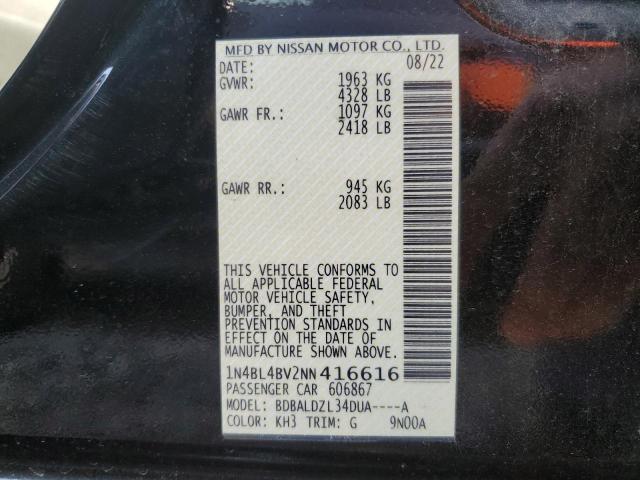 MFD BY NISSAN MOTOR CO., LTD.
DATE: 08/22
GVWR: 1963 KG
4328 LB
GAWR FR.: 1097 KG
2418 LB
GAWR RR.: 945 KG
2083 LB
THIS VEHICLE CONFORMS TO
ALL APPLICABLE FEDERAL
MOTOR VEHICLE SAFETY,
BUMPER, AND THEFT
PREVENTION STANDARDS IN
EFFECT ON THE DATE OF
MANUFACTURE SHOWN ABOVE.
1N4BL4BV2NN416616
PASSENGER CAR 606867
MODEL: BDBALDZL34DUA----A
COLOR: KH3 TRIM: G 9N00A